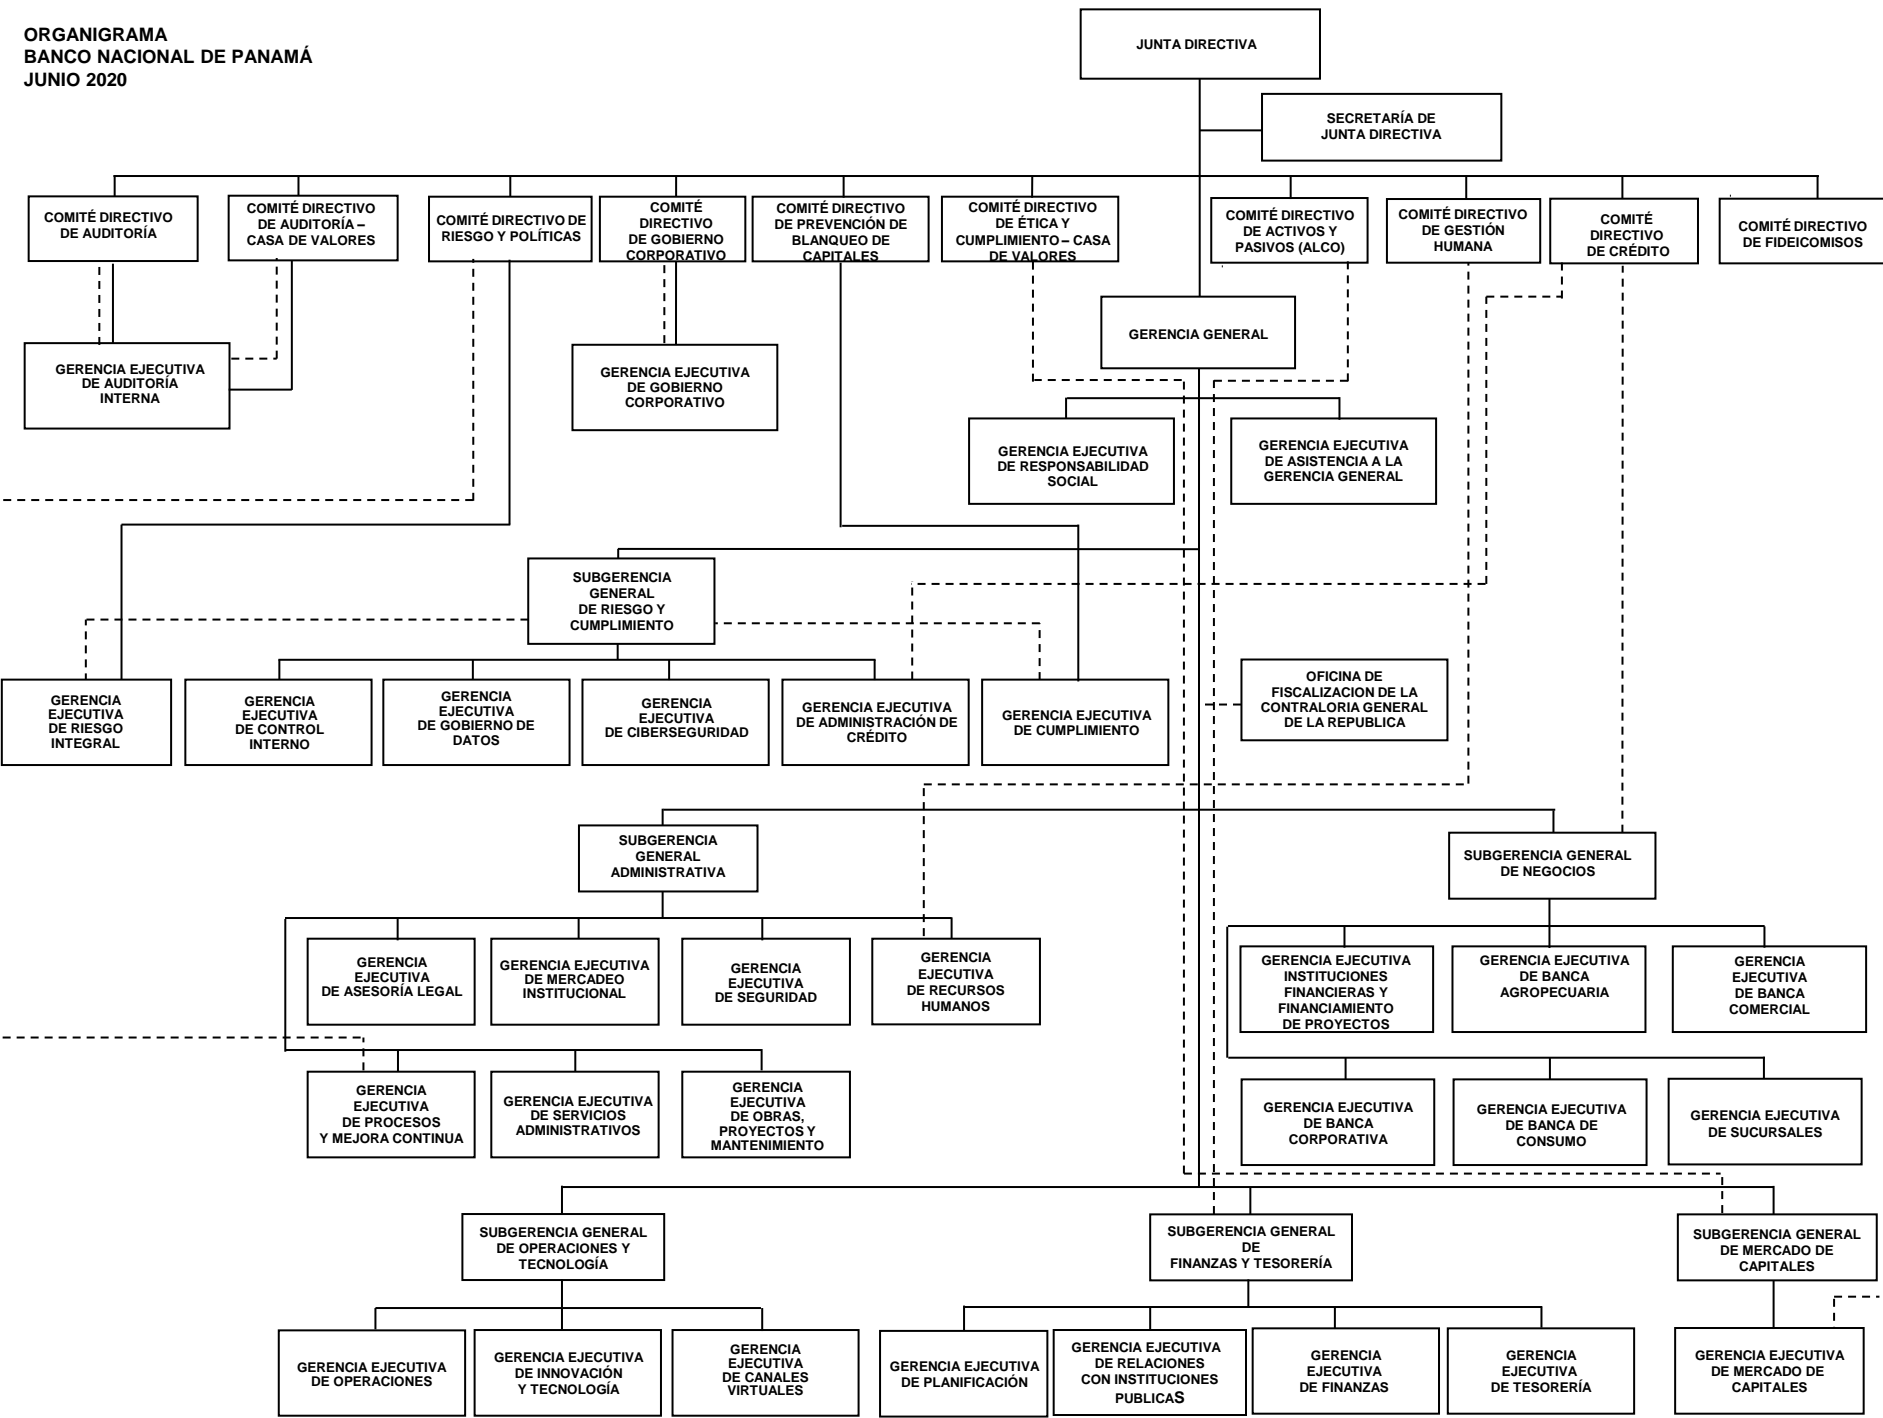 ORGANIGRAMA
BANCO NACIONAL DE PANAMÁ
JUNIO 2020
JUNTA DIRECTIVA
SECRETARÍA DE
JUNTA DIRECTIVA
COMITÉ DIRECTIVO
DE AUDITORÍA
COMITÉ DIRECTIVO
DE AUDITORÍA –
CASA DE VALORES
COMITÉ DIRECTIVO DE
RIESGO Y POLÍTICAS
COMITÉ
DIRECTIVO
DE GOBIERNO
CORPORATIVO
COMITÉ DIRECTIVO
DE PREVENCIÓN DE
BLANQUEO DE
CAPITALES
COMITÉ DIRECTIVO
DE ÉTICA Y
CUMPLIMIENTO – CASA
DE VALORES
COMITÉ DIRECTIVO
DE ACTIVOS Y
PASIVOS (ALCO)
COMITÉ DIRECTIVO
DE GESTIÓN
HUMANA
COMITÉ
DIRECTIVO
DE CRÉDITO
COMITÉ DIRECTIVO
DE FIDEICOMISOS
GERENCIA GENERAL
GERENCIA EJECUTIVA
DE AUDITORÍA
INTERNA
GERENCIA EJECUTIVA
DE GOBIERNO
CORPORATIVO
GERENCIA EJECUTIVA
DE RESPONSABILIDAD
SOCIAL
GERENCIA EJECUTIVA
DE ASISTENCIA A LA
GERENCIA GENERAL
SUBGERENCIA
GENERAL
DE RIESGO Y
CUMPLIMIENTO
GERENCIA
EJECUTIVA
DE RIESGO
INTEGRAL
GERENCIA
EJECUTIVA
DE CONTROL
INTERNO
GERENCIA
EJECUTIVA
DE GOBIERNO DE
DATOS
GERENCIA
EJECUTIVA
DE CIBERSEGURIDAD
GERENCIA EJECUTIVA
DE ADMINISTRACIÓN DE
CRÉDITO
GERENCIA EJECUTIVA
DE CUMPLIMIENTO
OFICINA DE
FISCALIZACION DE LA
CONTRALORIA GENERAL
DE LA REPUBLICA
SUBGERENCIA
GENERAL
ADMINISTRATIVA
SUBGERENCIA GENERAL
DE NEGOCIOS
GERENCIA
EJECUTIVA
DE ASESORÍA LEGAL
GERENCIA EJECUTIVA
DE MERCADEO
INSTITUCIONAL
GERENCIA
EJECUTIVA
DE SEGURIDAD
GERENCIA
EJECUTIVA
DE RECURSOS
HUMANOS
GERENCIA EJECUTIVA
INSTITUCIONES
FINANCIERAS Y
FINANCIAMIENTO
DE PROYECTOS
GERENCIA EJECUTIVA
DE BANCA
AGROPECUARIA
GERENCIA
EJECUTIVA
DE BANCA
COMERCIAL
GERENCIA
EJECUTIVA
DE PROCESOS
Y MEJORA CONTINUA
GERENCIA EJECUTIVA
DE SERVICIOS
ADMINISTRATIVOS
GERENCIA
EJECUTIVA
DE OBRAS,
PROYECTOS Y
MANTENIMIENTO
GERENCIA EJECUTIVA
DE BANCA
CORPORATIVA
GERENCIA EJECUTIVA
DE BANCA DE
CONSUMO
GERENCIA EJECUTIVA
DE SUCURSALES
SUBGERENCIA GENERAL
DE OPERACIONES Y
TECNOLOGÍA
SUBGERENCIA GENERAL
DE
FINANZAS Y TESORERÍA
SUBGERENCIA GENERAL
DE MERCADO DE
CAPITALES
GERENCIA EJECUTIVA
DE OPERACIONES
GERENCIA EJECUTIVA
DE INNOVACIÓN
Y TECNOLOGÍA
GERENCIA
EJECUTIVA
DE CANALES
VIRTUALES
GERENCIA EJECUTIVA
DE PLANIFICACIÓN
GERENCIA EJECUTIVA
DE RELACIONES
CON INSTITUCIONES
PUBLICAS
GERENCIA
EJECUTIVA
DE FINANZAS
GERENCIA
EJECUTIVA
DE TESORERÍA
GERENCIA EJECUTIVA
DE MERCADO DE
CAPITALES